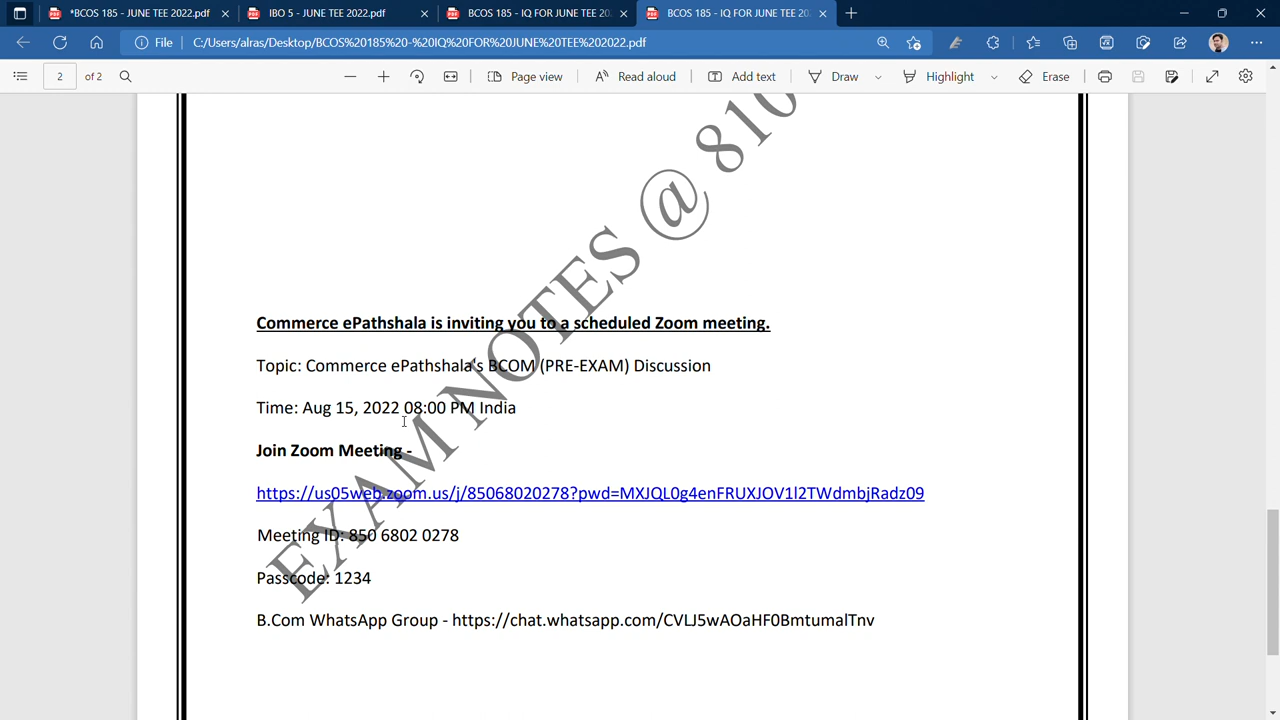 *BCOS 185 - JUNE TEE 2022.pdf
IBO 5 - JUNE TEE 2022.pdf
BCOS 185 - IQ FOR JUNE TEE 20
BCOS 185 - IQ FOR JUNE TEE 20
File C:/Users/alras/Desktop/BCOS%20185%20-%20IQ%20FOR%20JUNE%20TEE%202022.pdf
2 of 2 Page view Read aloud Add text Draw Highlight Erase
EXAM NOTES @ 810
Commerce ePathshala is inviting you to a scheduled Zoom meeting.
Topic: Commerce ePathshala's BCOM (PRE-EXAM) Discussion
Time: Aug 15, 2022 08:00 PM India
Join Zoom Meeting -
https://us05web.zoom.us/j/85068020278?pwd=MXJQL0g4enFRUXJOV1l2TWdmbjRadz09
Meeting ID: 850 6802 0278
Passcode: 1234
B.Com WhatsApp Group - https://chat.whatsapp.com/CVLJ5wAOaHF0BmtumalTnv